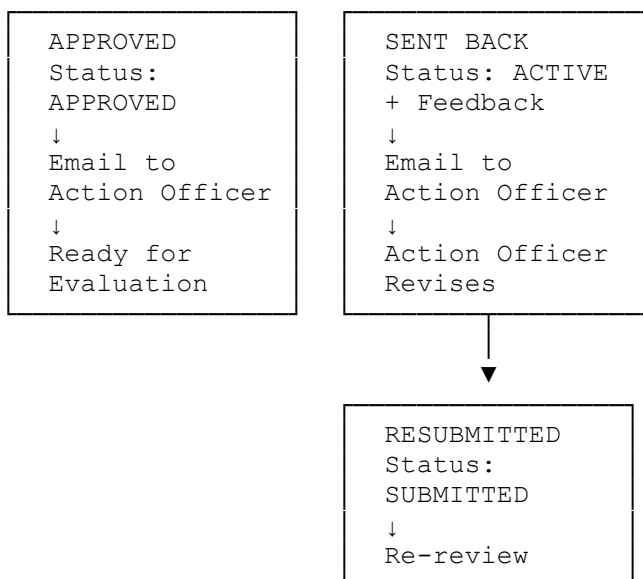 APPROVED
Status:
APPROVED
↓
Email to
Action Officer
↓
Ready for
Evaluation
SENT BACK
Status: ACTIVE
+ Feedback
↓
Email to
Action Officer
↓
Action Officer
Revises
▼
RESUBMITTED
Status:
SUBMITTED
↓
Re-review